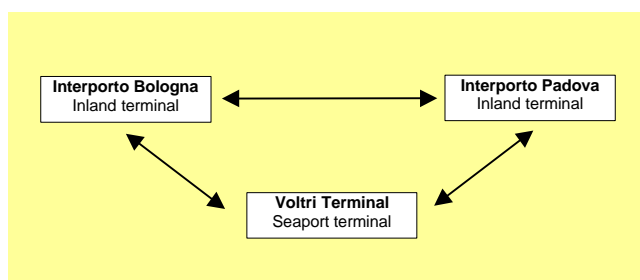 Interporto Bologna
Inland terminal
Interporto Padova
Inland terminal
Voltri Terminal
Seaport terminal